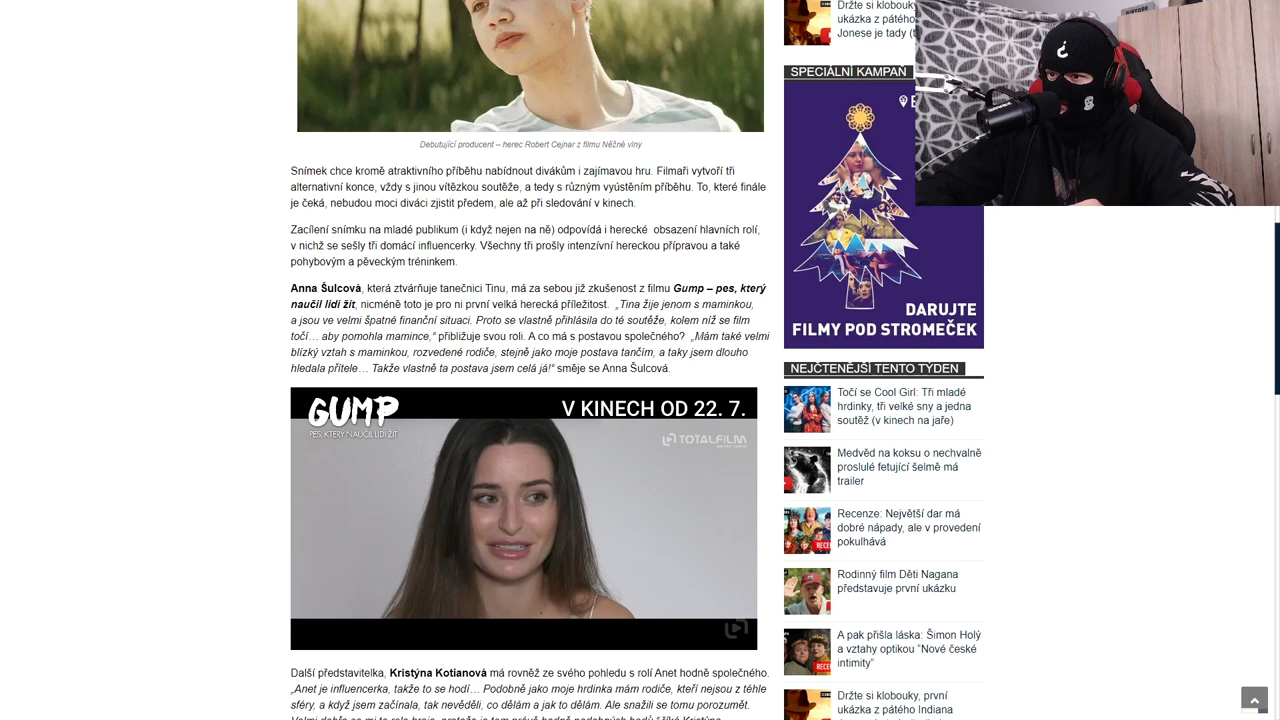 Debutující producent – herec Robert Cejnar z filmu Něžné vlny
Snímek chce kromě atraktivního příběhu nabídnout divákům i zajímavou hru. Filmaři vytvoří tři
alternativní konce, vždy s jinou vítězkou soutěže, a tedy s různým vyústěním příběhu. To, které finále
je čeká, nebudou moci diváci zjistit předem, ale až při sledování v kinech.
Zacílení snímku na mladé publikum (i když nejen na ně) odpovídá i herecké obsazení hlavních rolí,
v nichž se sešly tři domácí influencerky. Všechny tři prošly intenzívní hereckou přípravou a také
pohybovým a pěveckým tréninkem.
Anna Šulcová, která ztvárňuje tanečnici Tinu, má za sebou již zkušenost z filmu Gump – pes, který
naučil lidi žít, nicméně toto je pro ni první velká herecká příležitost. „Tina žije jenom s maminkou,
a jsou ve velmi špatné finanční situaci. Proto se vlastně přihlásila do té soutěže, kolem níž se film
točí… aby pomohla mamince,“ přibližuje svou roli. A co má s postavou společného? „Mám také velmi
blízký vztah s maminkou, rozvedené rodiče, stejně jako moje postava tančím, a taky jsem dlouho
hledala přítele… Takže vlastně ta postava jsem celá já!“ směje se Anna Šulcová.
GUMP
PES, KTERÝ NAUČIL LIDI ŽÍT
V KINECH OD 22. 7.
TOTALFILM
Další představitelka, Kristýna Kotianová má rovněž ze svého pohledu s rolí Anet hodně společného.
„Anet je influencerka, takže to se hodí… Podobně jako moje hrdinka mám rodiče, kteří nejsou z téhle
sféry, a když jsem začínala, tak nevěděli, co dělám a jak to dělám. Ale snažili se tomu porozumět.
Držte si klobouky
ukázka z pátého
Jonese je tady (t
SPECIÁLNÍ KAMPAŇ
DARUJTE
FILMY POD STROMEČEK
NEJČTENĚJŠÍ TENTO TÝDEN
Točí se Cool Girl: Tři mladé
hrdinky, tři velké sny a jedna
soutěž (v kinech na jaře)
Medvěd na koksu o nechvalně
proslulé fetující šelmě má
trailer
Recenze: Největší dar má
dobré nápady, ale v provedení
pokulhává
Rodinný film Děti Nagana
představuje první ukázku
A pak přišla láska: Šimon Holý
a vztahy optikou “Nové české
intimity”
Držte si klobouky, první
ukázka z pátého Indiana